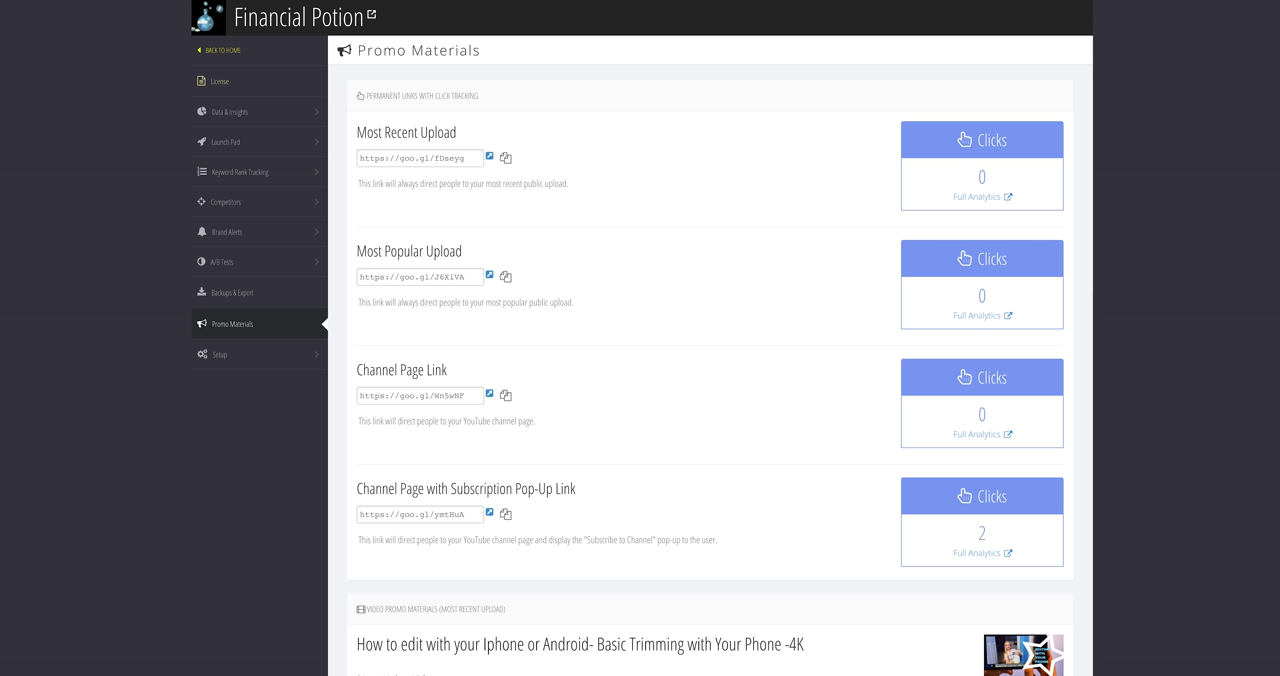 Financial Potion
BACK TO HOME
License
Data & Insights
Launch Pad
Keyword Rank Tracking
Competitors
Brand Alerts
A/B Tests
Backups & Export
Promo Materials
Setup
Promo Materials
PERMANENT LINKS WITH CLICK TRACKING
Most Recent Upload
https://goo.gl/fDseyg
This link will always direct people to your most recent public upload.
Clicks
0
Full Analytics
Most Popular Upload
https://goo.gl/J6XiVA
This link will always direct people to your most popular public upload.
Clicks
0
Full Analytics
Channel Page Link
https://goo.gl/Wn5wNF
This link will direct people to your YouTube channel page.
Clicks
0
Full Analytics
Channel Page with Subscription Pop-Up Link
https://goo.gl/ymtHuA
This link will direct people to your YouTube channel page and display the "Subscribe to Channel" pop-up to the user.
Clicks
2
Full Analytics
VIDEO PROMO MATERIALS (MOST RECENT UPLOAD)
How to edit with your Iphone or Android- Basic Trimming with Your Phone -4K